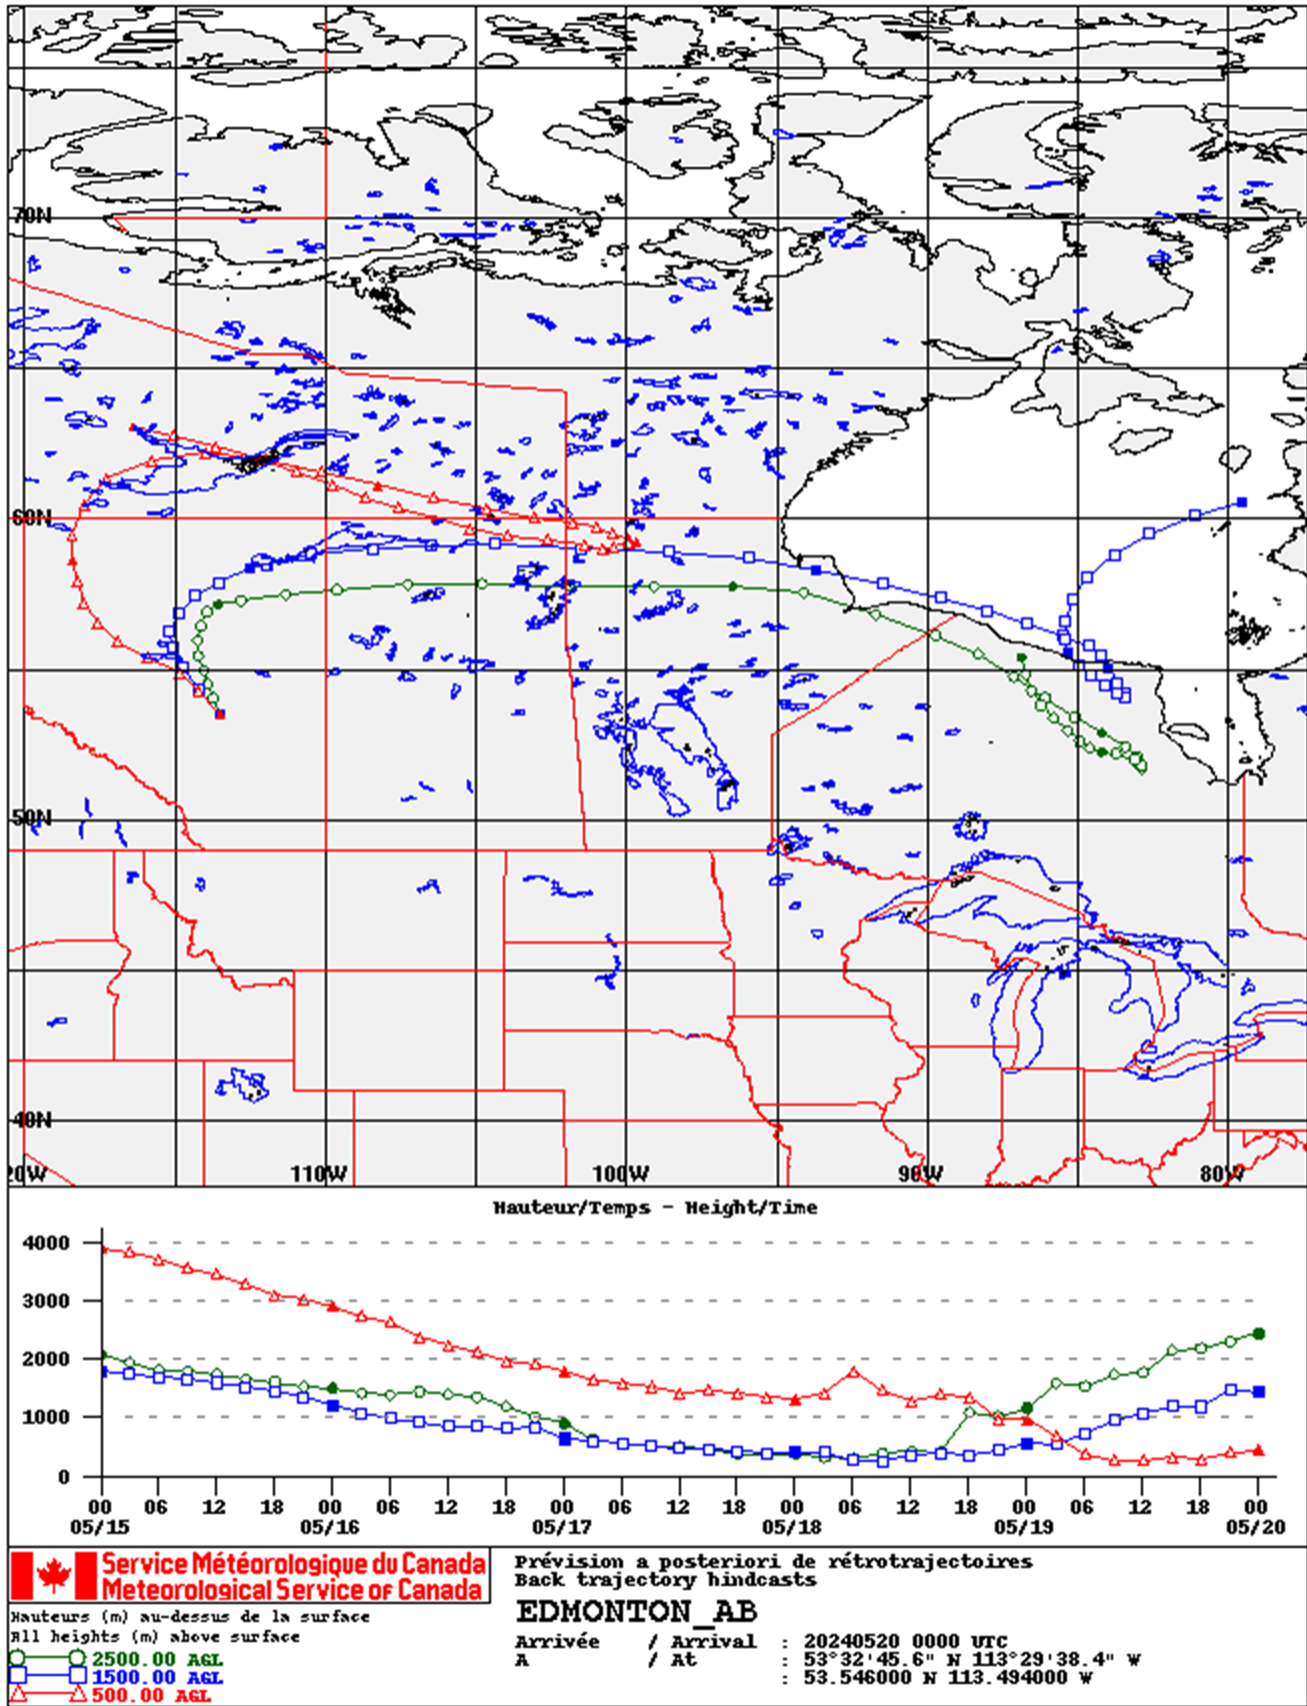 70N
60N
50N
40N
20W 110W 100W 90W 80W
Hauteur/Temps - Height/Time
4000
3000
2000
1000
0
00 06 12 18 00 06 12 18 00 06 12 18 00 06 12 18 00 06 12 18 00
05/15 05/16 05/17 05/18 05/19 05/20
Service Météorologique du Canada
Meteorological Service of Canada
Hauteurs (m) au-dessus de la surface
All heights (m) above surface
2500.00 AGL
1500.00 AGL
500.00 AGL
Prévision a posteriori de rétrotrajectoires
Back trajectory hindcasts
EDMONTON_AB
Arrivée / Arrival : 20240520 0000 UTC
A / At : 53°32'45.6" N 113°29'38.4" W
: 53.546000 N 113.494000 W